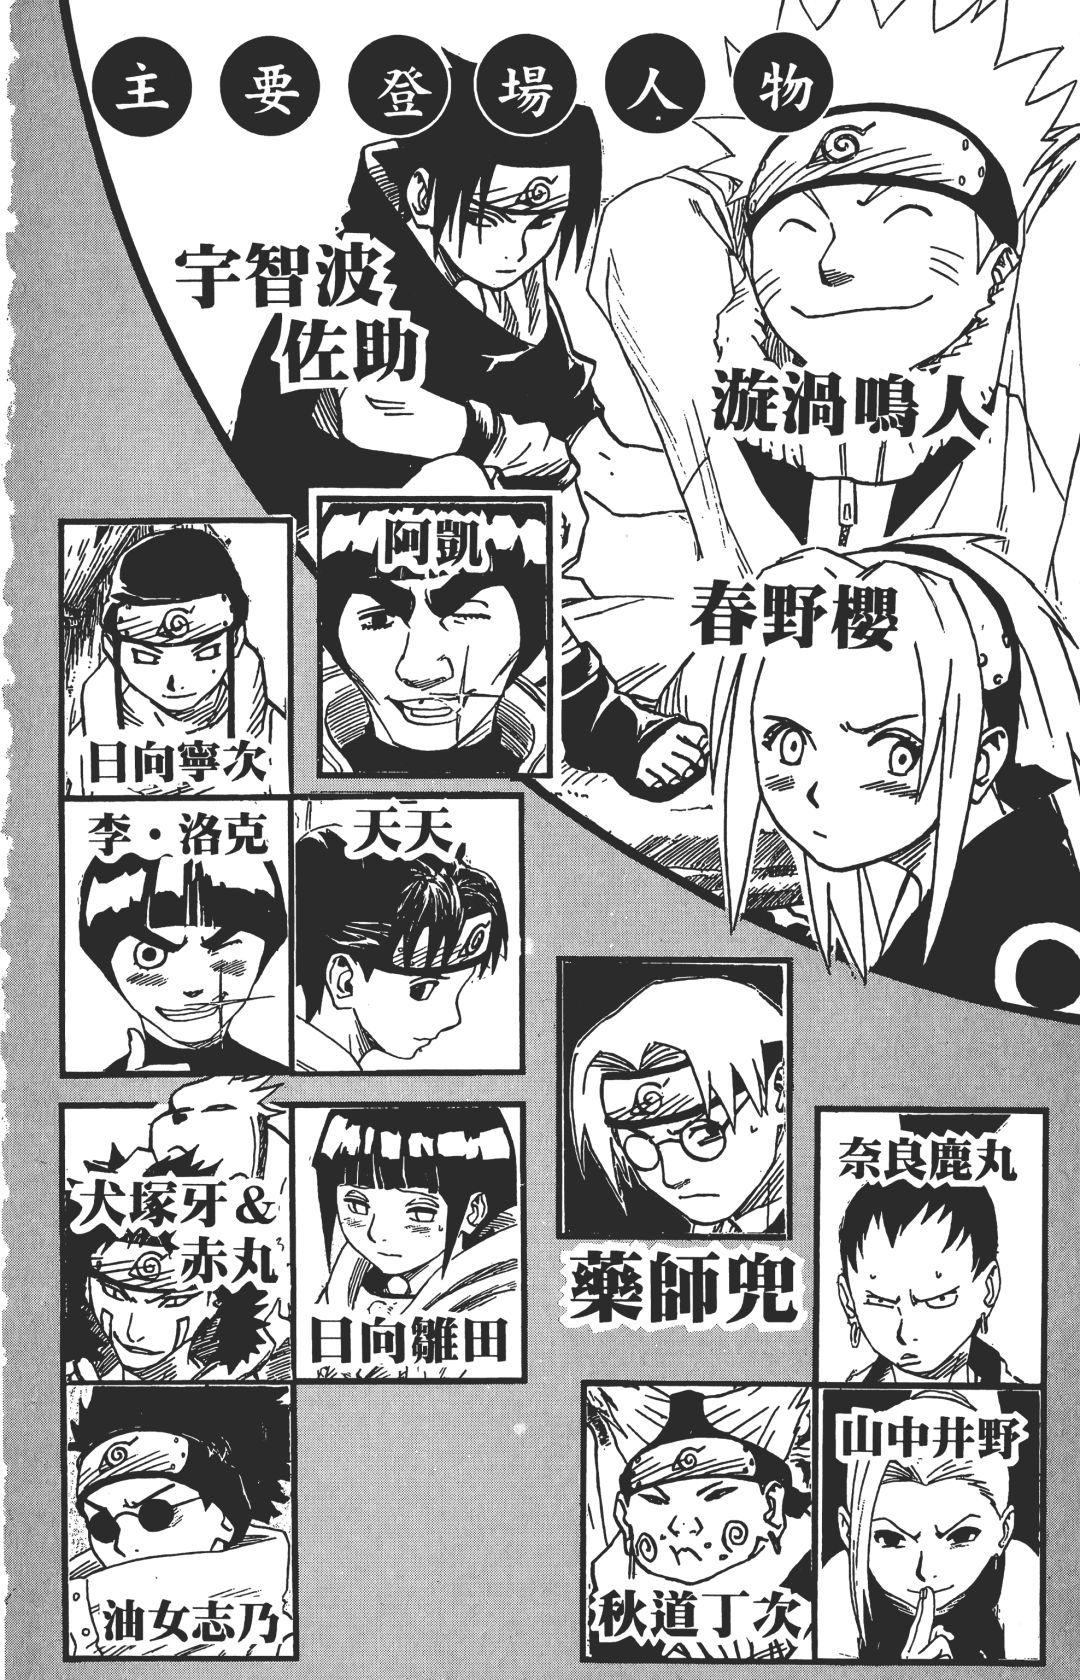 主要登場人物
宇智波
佐助
漩渦鳴人
春野櫻
阿凱
日向寧次
李・洛克
天天
犬塚牙&
赤丸
日向雛田
油女志乃
藥師兜
奈良鹿丸
秋道丁次
山中井野